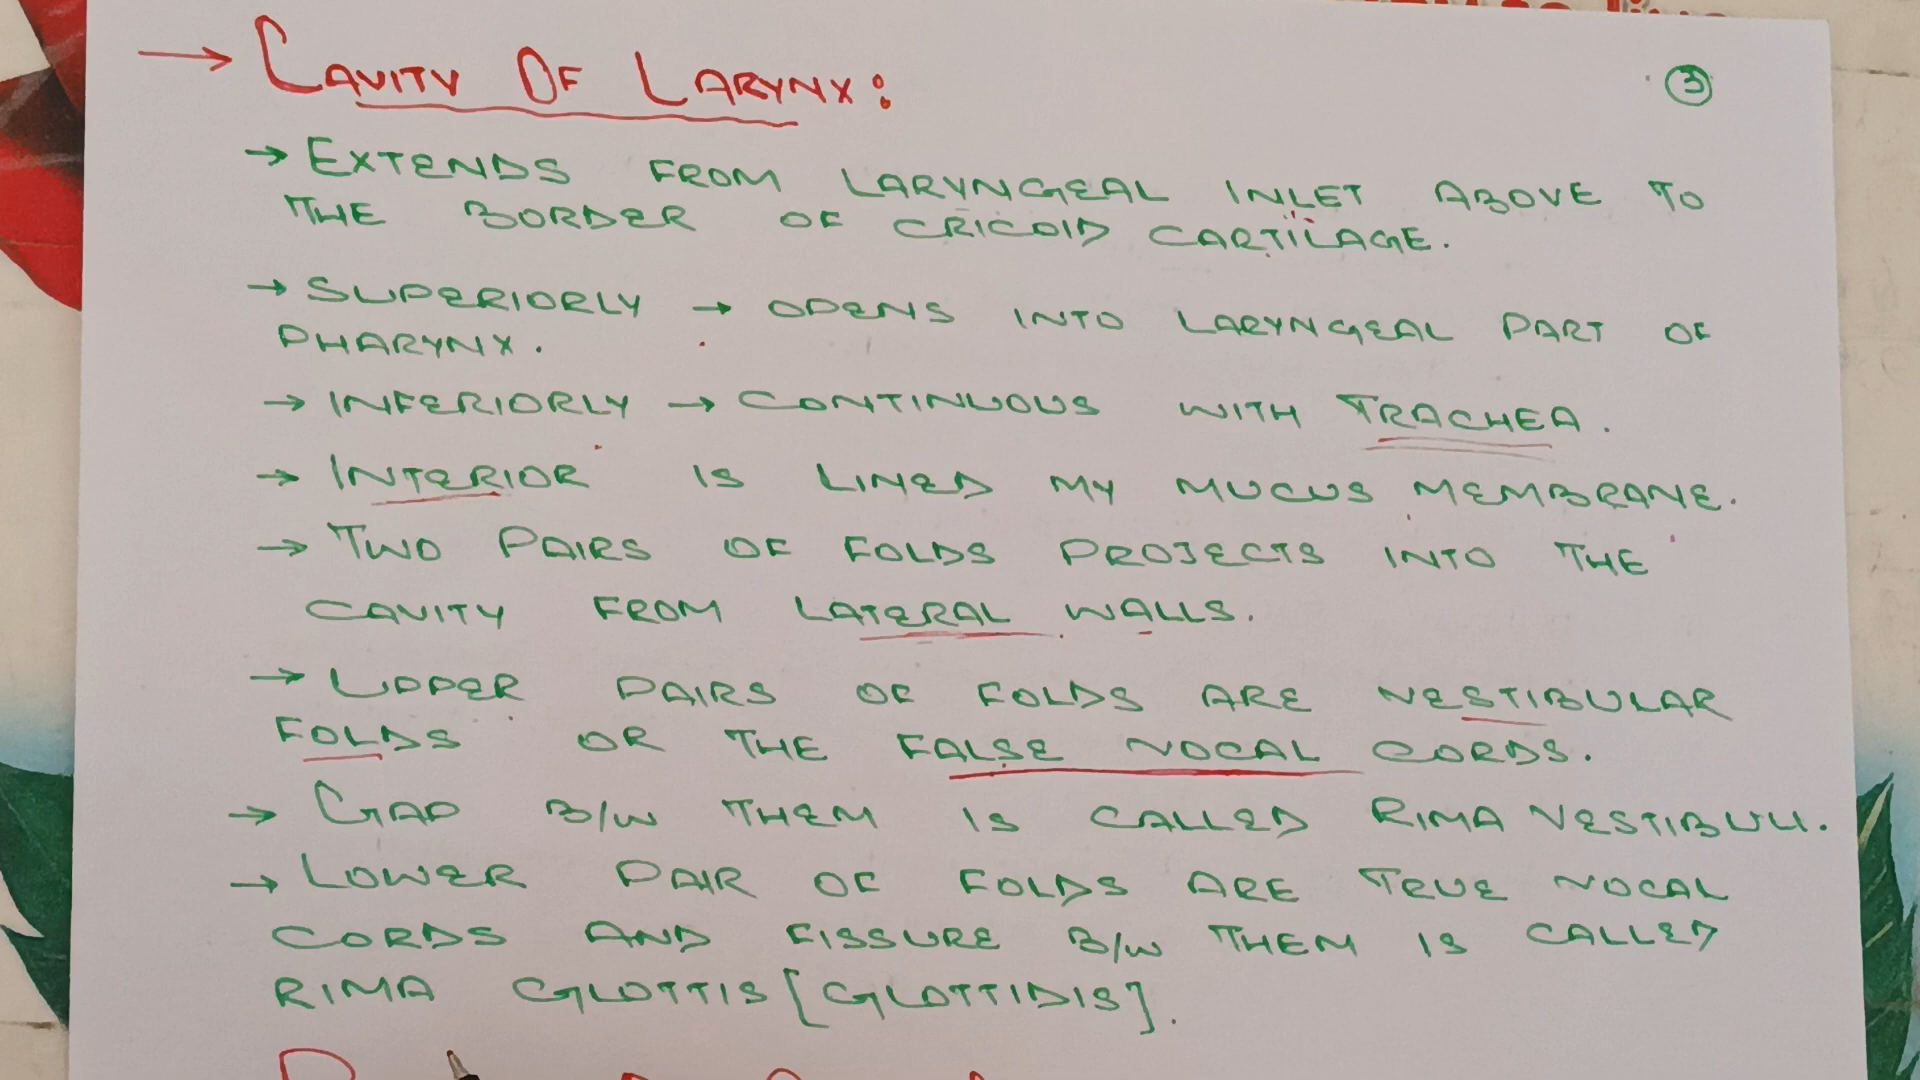 → CAVITY OF LARYNX:
3
→ EXTENDS FROM LARYNGEAL INLET ABOVE TO
THE BORDER OF CRICOID CARTILAGE.
→ SUPERIORLY → OPENS INTO LARYNGEAL PART OF
PHARYNX.
→ INFERIORLY → CONTINUOUS WITH TRACHEA.
→ INTERIOR IS LINED MY MUCUS MEMBRANE.
→ TWO PAIRS OF FOLDS PROJECTS INTO THE
CAVITY FROM LATERAL WALLS.
→ UPPER PAIRS OF FOLDS ARE VESTIBULAR
FOLDS OR THE FALSE VOCAL CORDS.
→ GAP B/W THEM IS CALLED RIMA VESTIBULI.
→ LOWER PAIR OF FOLDS ARE TRUE VOCAL
CORDS AND FISSURE B/W THEM IS CALLED
RIMA GLOTTIS [GLOTTIDIS].